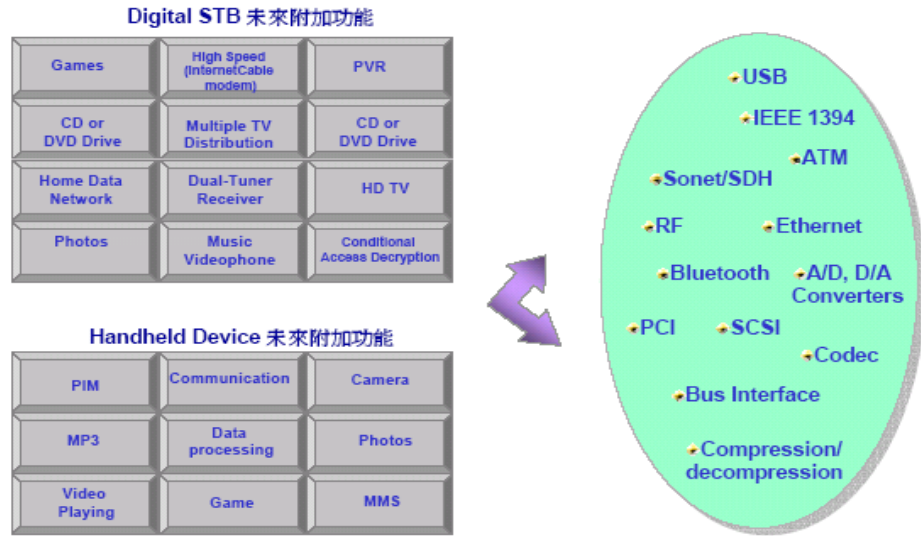 Digital STB 未來附加功能
Games
High Speed
(InternetCable
modem)
PVR
CD or
DVD Drive
Multiple TV
Distribution
CD or
DVD Drive
Home Data
Network
Dual-Tuner
Receiver
HD TV
Photos
Music
Videophone
Conditional
Access Decryption
Handheld Device 未來附加功能
PIM
Communication
Camera
MP3
Data
processing
Photos
Video
Playing
Game
MMS
USB
IEEE 1394
ATM
Sonet/SDH
RF
Ethernet
Bluetooth
A/D, D/A
Converters
PCI
SCSI
Codec
Bus Interface
Compression/
decompression